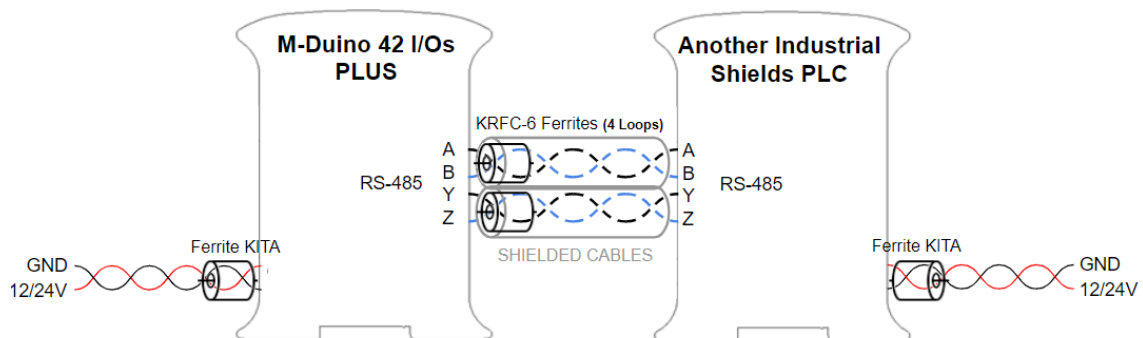 M-Duino 42 I/Os
PLUS
Another Industrial
Shields PLC
KRFC-6 Ferrites (4 Loops)
A
B
Y
Z
RS-485
A
B
Y
Z
RS-485
SHIELDED CABLES
Ferrite KITA
GND
12/24V
Ferrite KITA
GND
12/24V